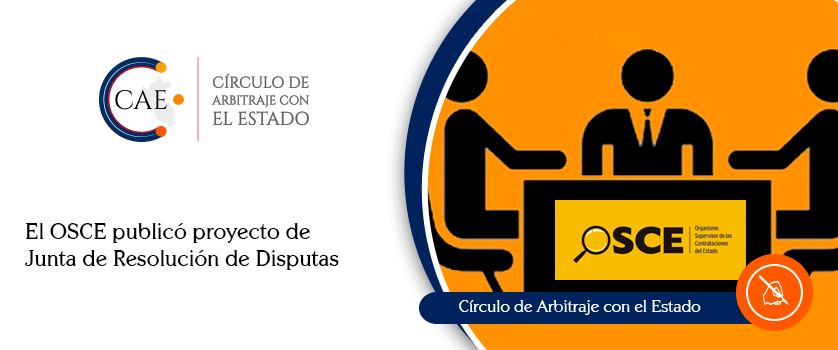 CAE
CÍRCULO DE
ARBITRAJE CON
EL ESTADO
El OSCE publicó proyecto de
Junta de Resolución de Disputas
OSCE
Organismo
Supervisor de las
Contrataciones
del Estado
Círculo de Arbitraje con el Estado